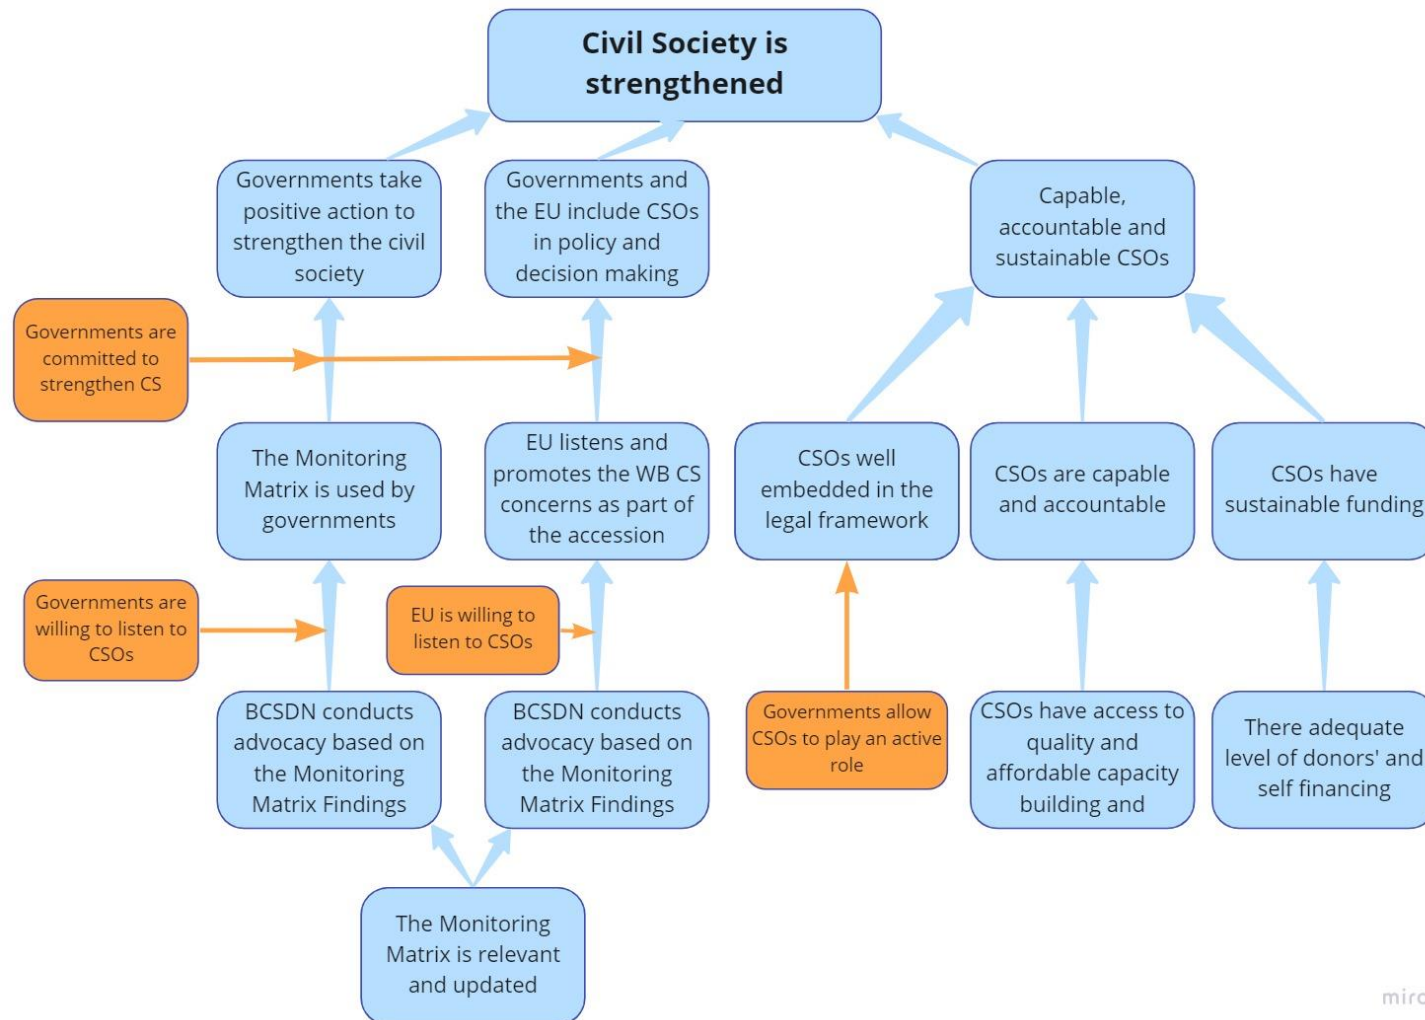 Civil Society is
strengthened
Governments take
positive action to
strengthen the civil
society
Governments and
the EU include CSOs
in policy and
decision making
Capable,
accountable and
sustainable CSOs
Governments are
committed to
strengthen CS
The Monitoring
Matrix is used by
governments
EU listens and
promotes the WB CS
concerns as part of
the accession
CSOs well
embedded in the
legal framework
CSOs are capable
and accountable
CSOs have
sustainable funding
Governments are
willing to listen to
CSOs
EU is willing to
listen to CSOs
BCSDN conducts
advocacy based on
the Monitoring
Matrix Findings
BCSDN conducts
advocacy based on
the Monitoring
Matrix Findings
Governments allow
CSOs to play an active
role
CSOs have access to
quality and
affordable capacity
building and
There adequate
level of donors' and
self financing
The Monitoring
Matrix is relevant
and updated